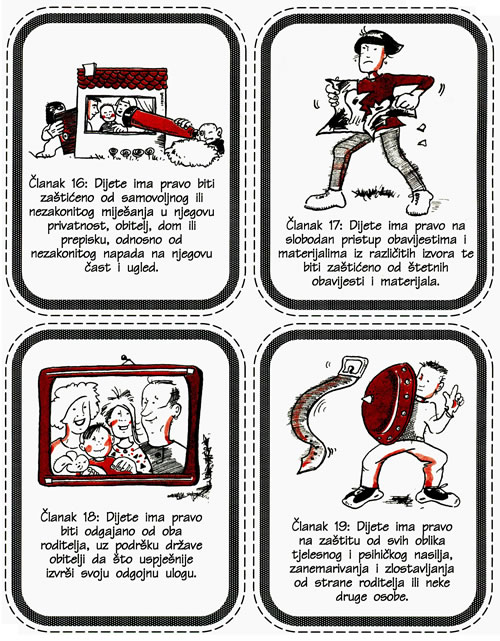 Članak 16: Dijete ima pravo biti
zaštićeno od samovoljnog ili
nezakonitog miješanja u njegovu
privatnost, obitelj, dom ili
prepisku, odnosno od
nezakonitog napada na njegovu
čast i ugled.
Članak 17: Dijete ima pravo na
slobodan pristup obavijestima i
materijalima iz različitih izvora te
biti zaštićeno od štetnih
obavijesti i materijala.
Članak 18: Dijete ima pravo
biti odgajano od oba
roditelja, uz podršku države
obitelji da što uspješnije
izvrši svoju odgojnu ulogu.
Članak 19: Dijete ima pravo
na zaštitu od svih oblika
tjelesnog i psihičkog nasilja,
zanemarivanja i zlostavljanja
od strane roditelja ili neke
druge osobe.